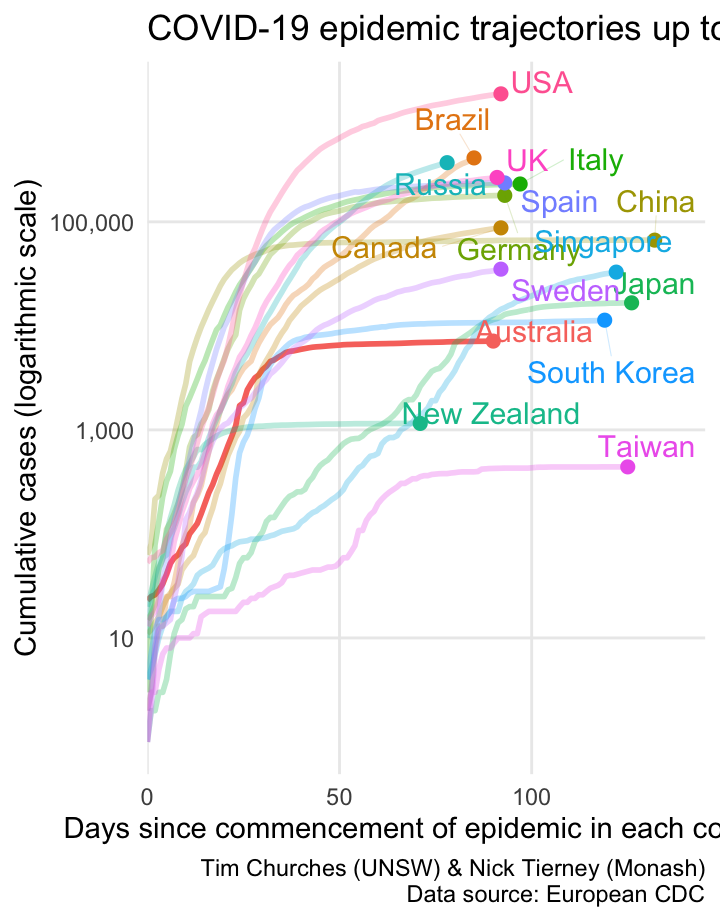 COVID-19 epidemic trajectories up to
USA
Brazil
UK
Italy
Russia
Spain
China
100,000
Canada
Germany
Singapore
Sweden
Japan
Australia
South Korea
New Zealand
1,000
Taiwan
10
Cumulative cases (logarithmic scale)
0
50
100
Days since commencement of epidemic in each co
Tim Churches (UNSW) & Nick Tierney (Monash)
Data source: European CDC